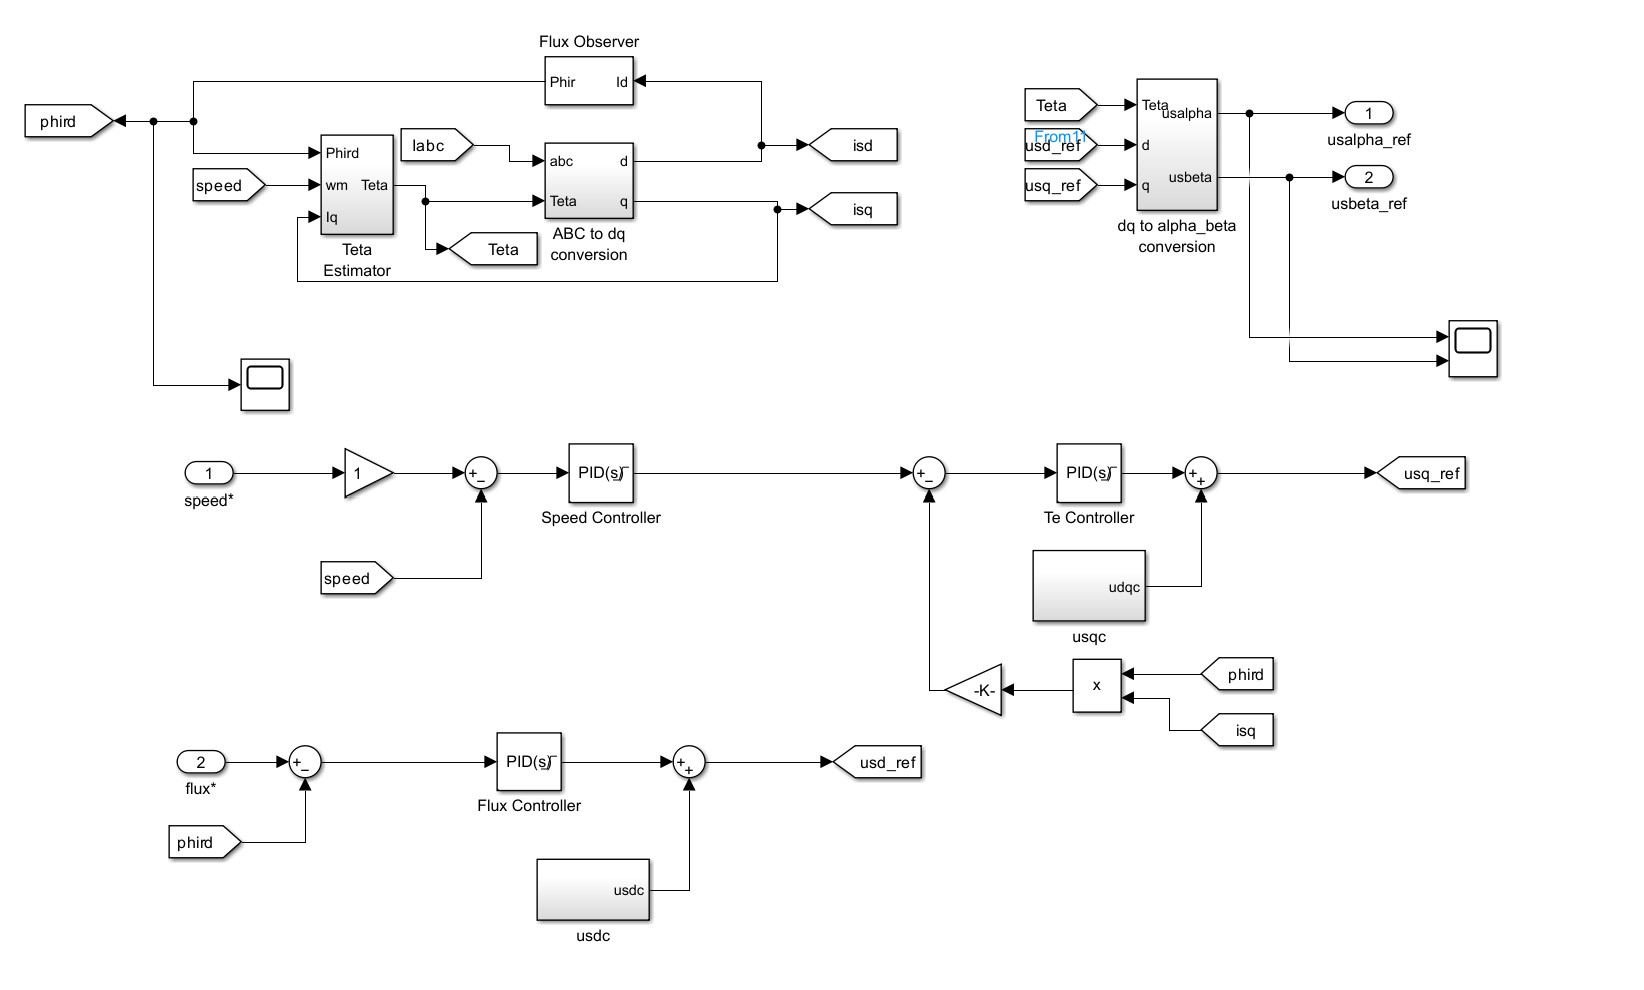 Flux Observer
Phir
Id
phird
Iabc
isd
Phird
abc
d
speed
wm
Teta
Teta
q
Iq
isq
Teta
Estimator
Teta
ABC to dq
conversion
Teta
Teta
usalpha
1
usalpha_ref
From11
usd_ref
d
usq_ref
q
usbeta
2
usbeta_ref
dq to alpha_beta
conversion
1
speed*
1
+
−
PID(s)
Speed Controller
+
−
PID(s)
Te Controller
+
+
usq_ref
speed
udqc
usqc
-K-
x
phird
isq
2
flux*
+
−
PID(s)
Flux Controller
+
+
usd_ref
phird
usdc
usdc